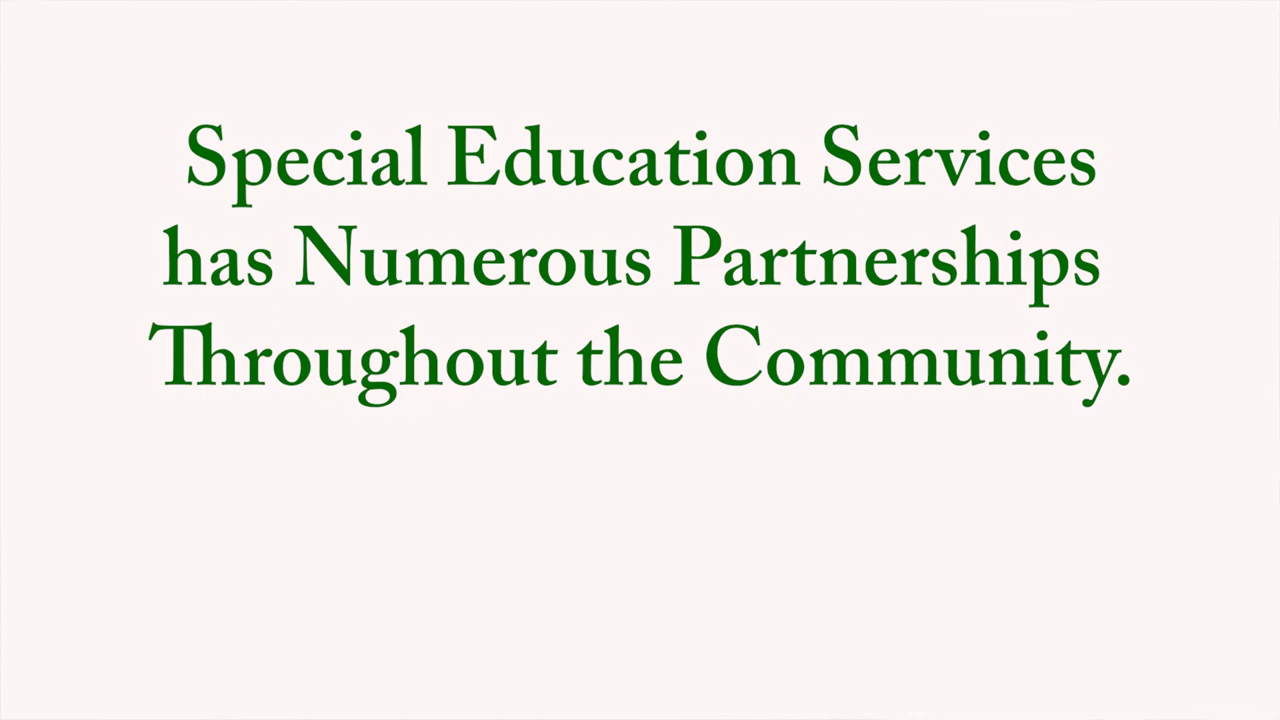 Special Education Services
has Numerous Partnerships
Throughout the Community.